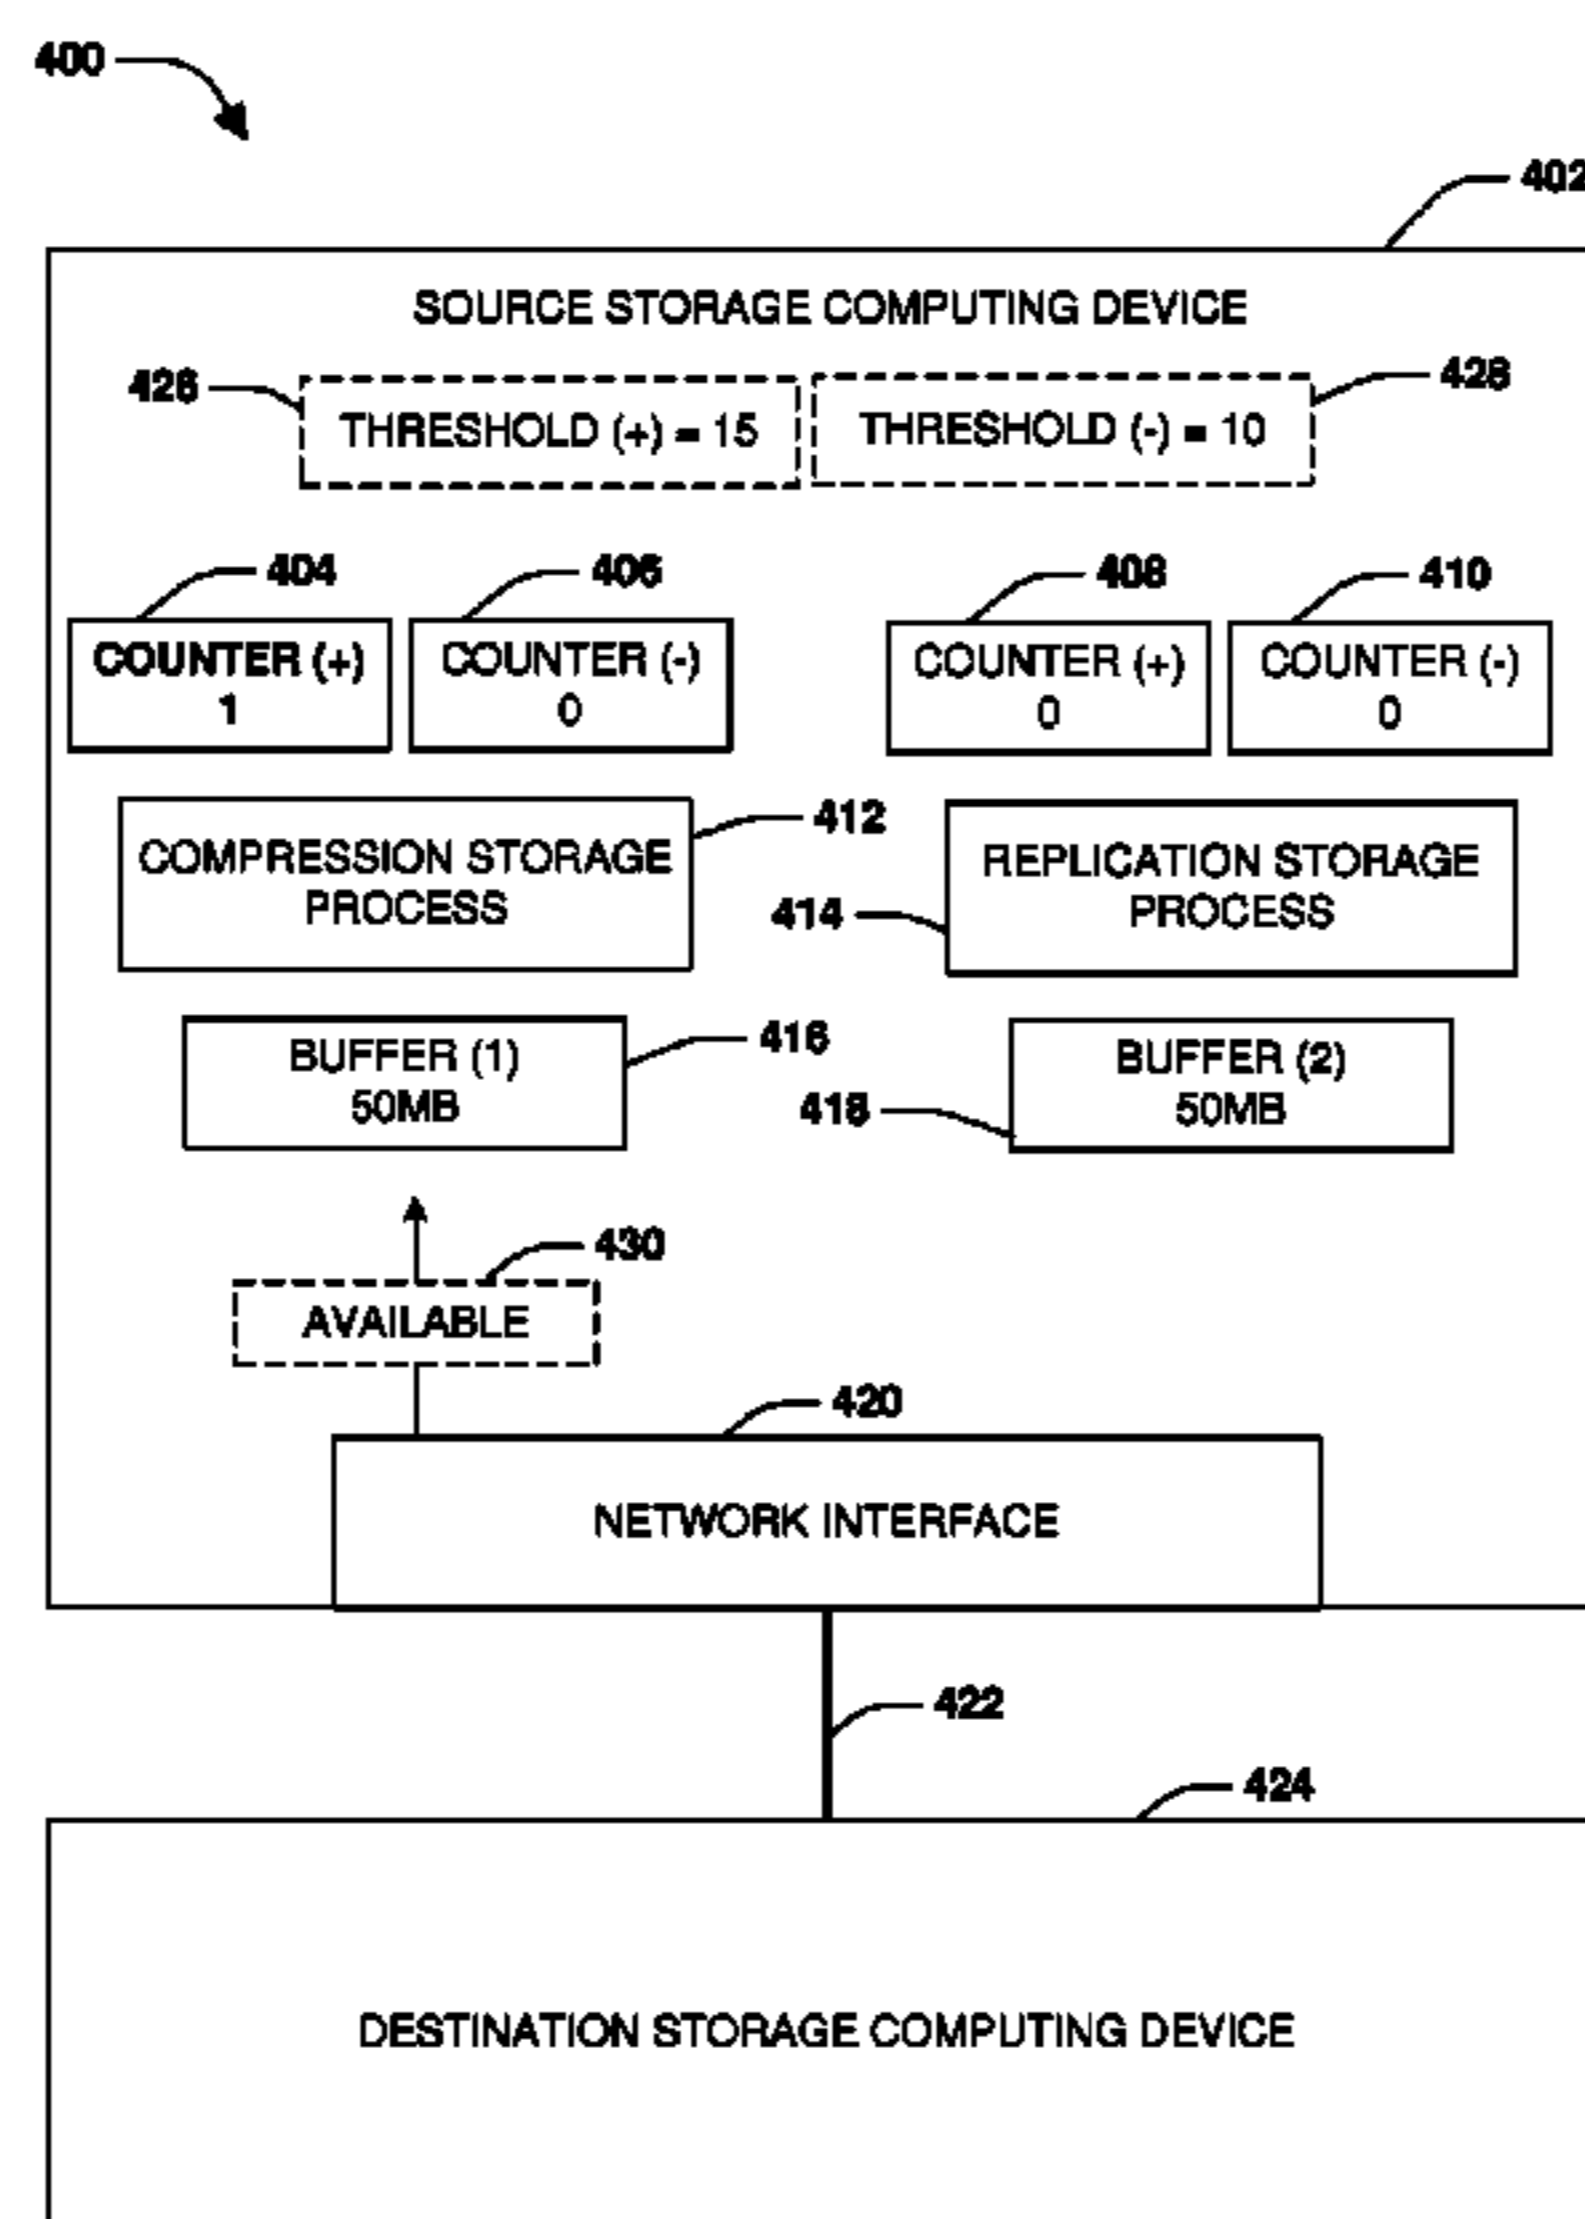 400
402
SOURCE STORAGE COMPUTING DEVICE
426
THRESHOLD (+) = 15
THRESHOLD (-) = 10
428
404
406
408
410
COUNTER (+)
1
COUNTER (-)
0
COUNTER (+)
0
COUNTER (-)
0
COMPRESSION STORAGE
PROCESS
412
REPLICATION STORAGE
PROCESS
414
BUFFER (1)
50MB
416
BUFFER (2)
50MB
418
430
AVAILABLE
420
NETWORK INTERFACE
422
424
DESTINATION STORAGE COMPUTING DEVICE